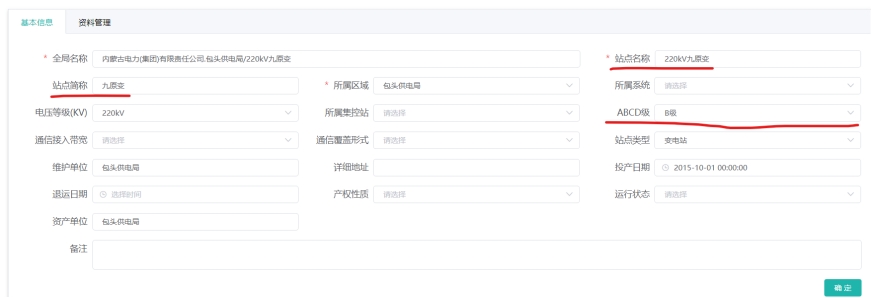 基本信息 资料管理
* 全局名称 内蒙古电力(集团)有限责任公司.包头供电局/220kV九原变 * 站点名称 220kV九原变
站点简称 九原变 * 所属区域 包头供电局 所属系统 请选择
电压等级(KV) 220kV 所属集控站 请选择 ABCD级 B级
通信接入带宽 请选择 通信覆盖形式 请选择 站点类型 变电站
维护单位 包头供电局 详细地址 投产日期 2015-10-01 00:00:00
退运日期 选择时间 产权性质 请选择 运行状态 请选择
资产单位 包头供电局
备注
确定